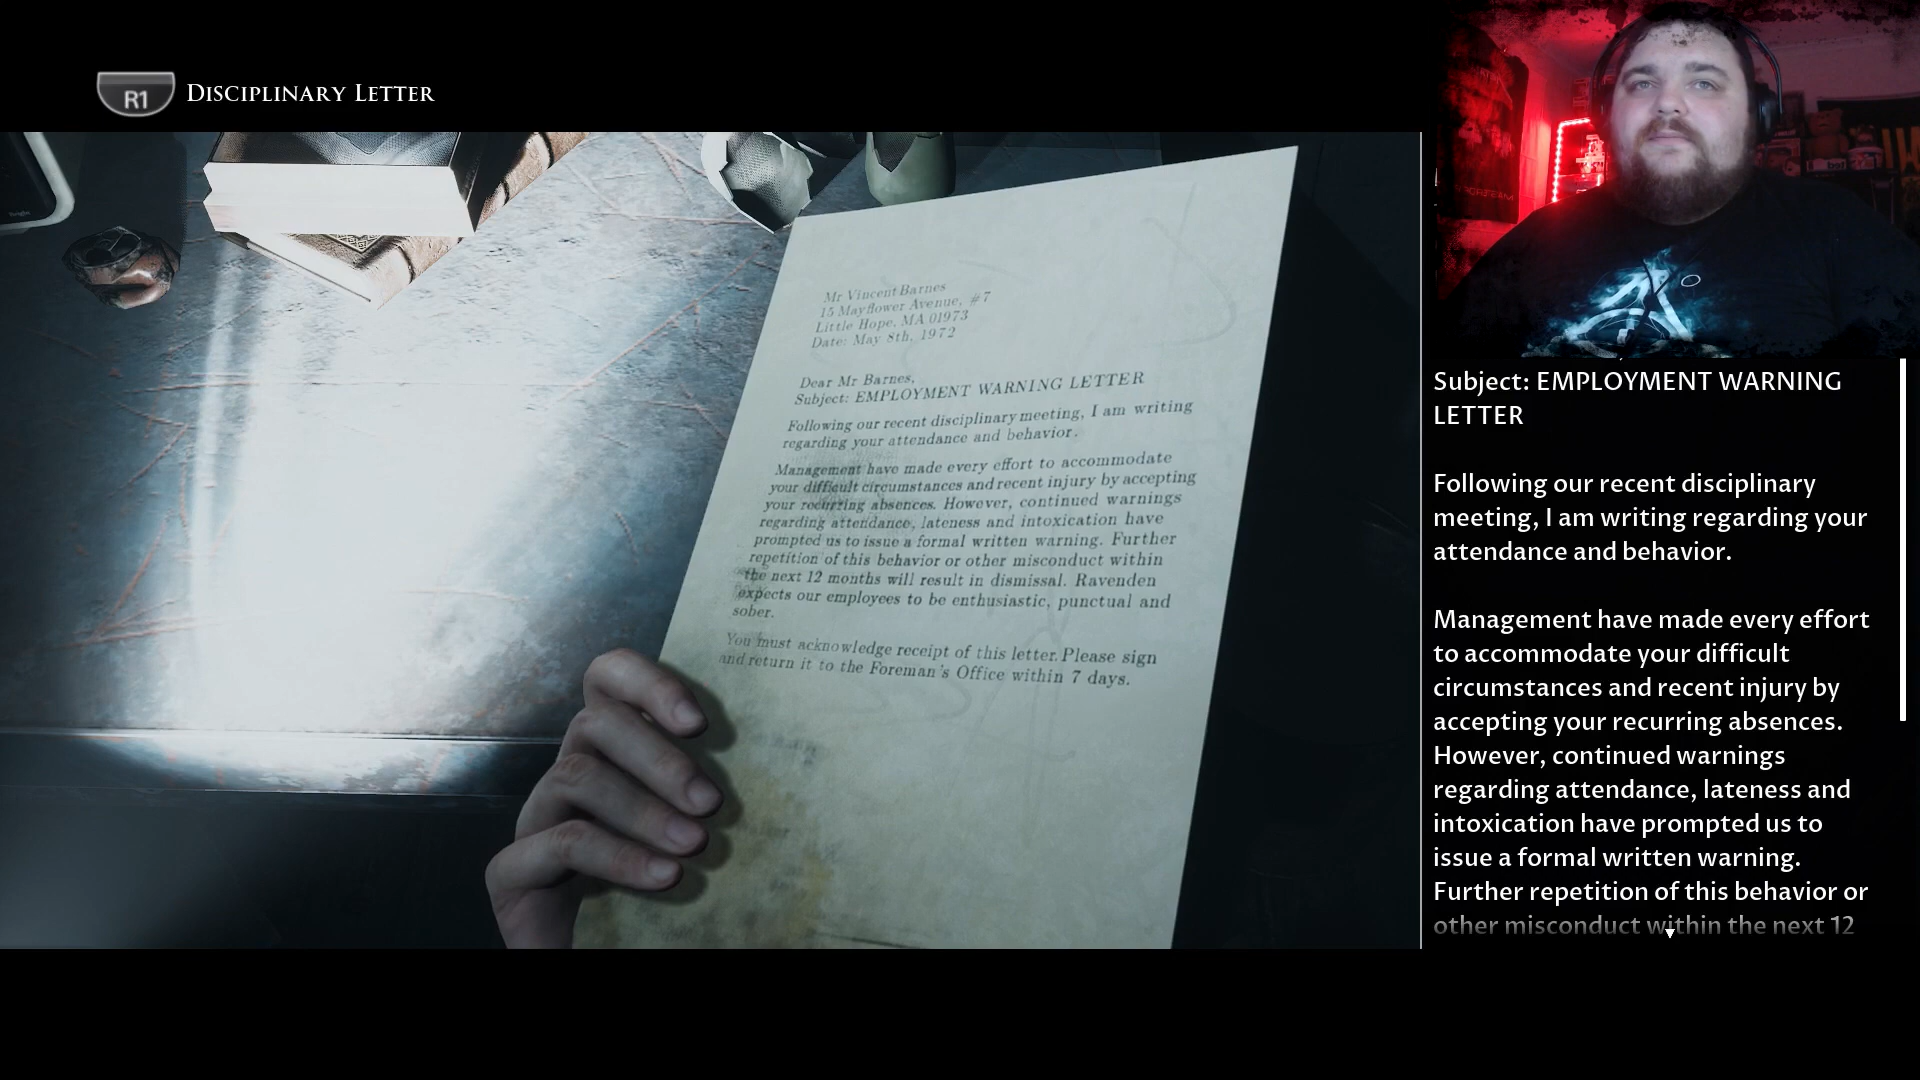 R1 DISCIPLINARY LETTER
Mr Vincent Barnes
15 Mayflower Avenue, #7
Little Hope, MA 01973
Date: May 8th, 1972
Dear Mr Barnes,
Subject: EMPLOYMENT WARNING LETTER
Following our recent disciplinary meeting, I am writing
regarding your attendance and behavior.
Management have made every effort to accommodate
your difficult circumstances and recent injury by accepting
your recurring absences. However, continued warnings
regarding attendance, lateness and intoxication have
prompted us to issue a formal written warning. Further
repetition of this behavior or other misconduct within
the next 12 months will result in dismissal. Ravenden
expects our employees to be enthusiastic, punctual and
sober.
You must acknowledge receipt of this letter. Please sign
and return it to the Foreman's Office within 7 days.
Subject: EMPLOYMENT WARNING
LETTER
Following our recent disciplinary
meeting, I am writing regarding your
attendance and behavior.
Management have made every effort
to accommodate your difficult
circumstances and recent injury by
accepting your recurring absences.
However, continued warnings
regarding attendance, lateness and
intoxication have prompted us to
issue a formal written warning.
Further repetition of this behavior or
other misconduct within the next 12